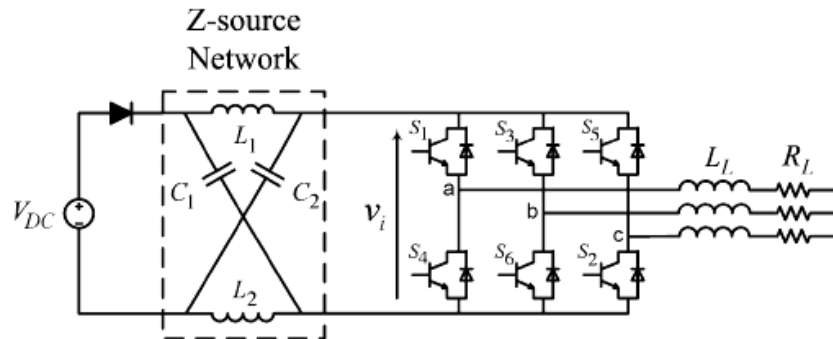 Z-source
Network
L1
C1
C2
L2
VDC
+
-
vi
S1
S3
S5
a
b
c
S4
S6
S2
LL
RL